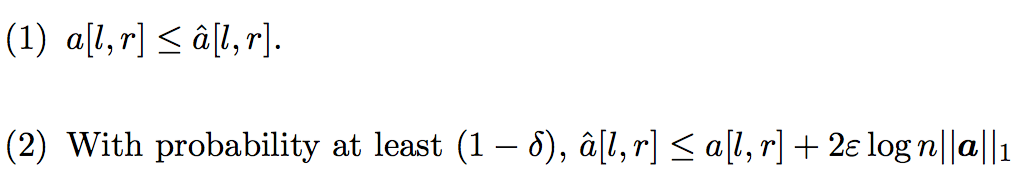 (1) a[l, r] ≤ â[l, r].
(2) With probability at least (1 − δ), â[l, r] ≤ a[l, r] + 2ε log n||a||₁